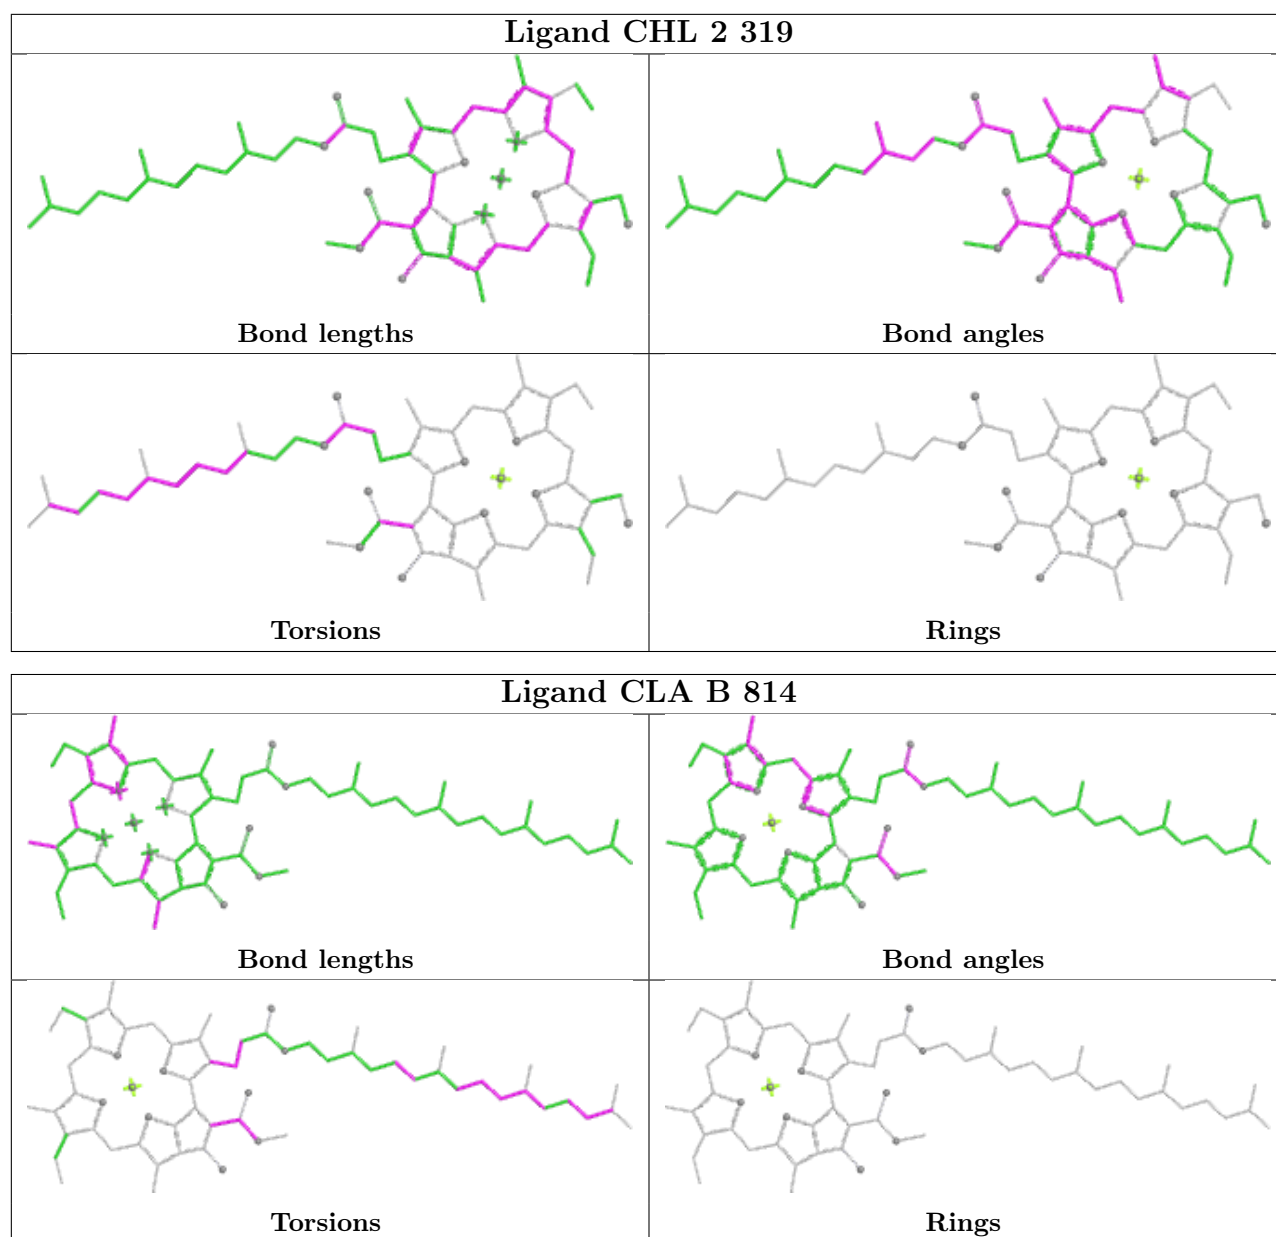 Ligand CHL 2 319
Bond lengths
Bond angles
Torsions
Rings
Ligand CLA B 814
Bond lengths
Bond angles
Torsions
Rings